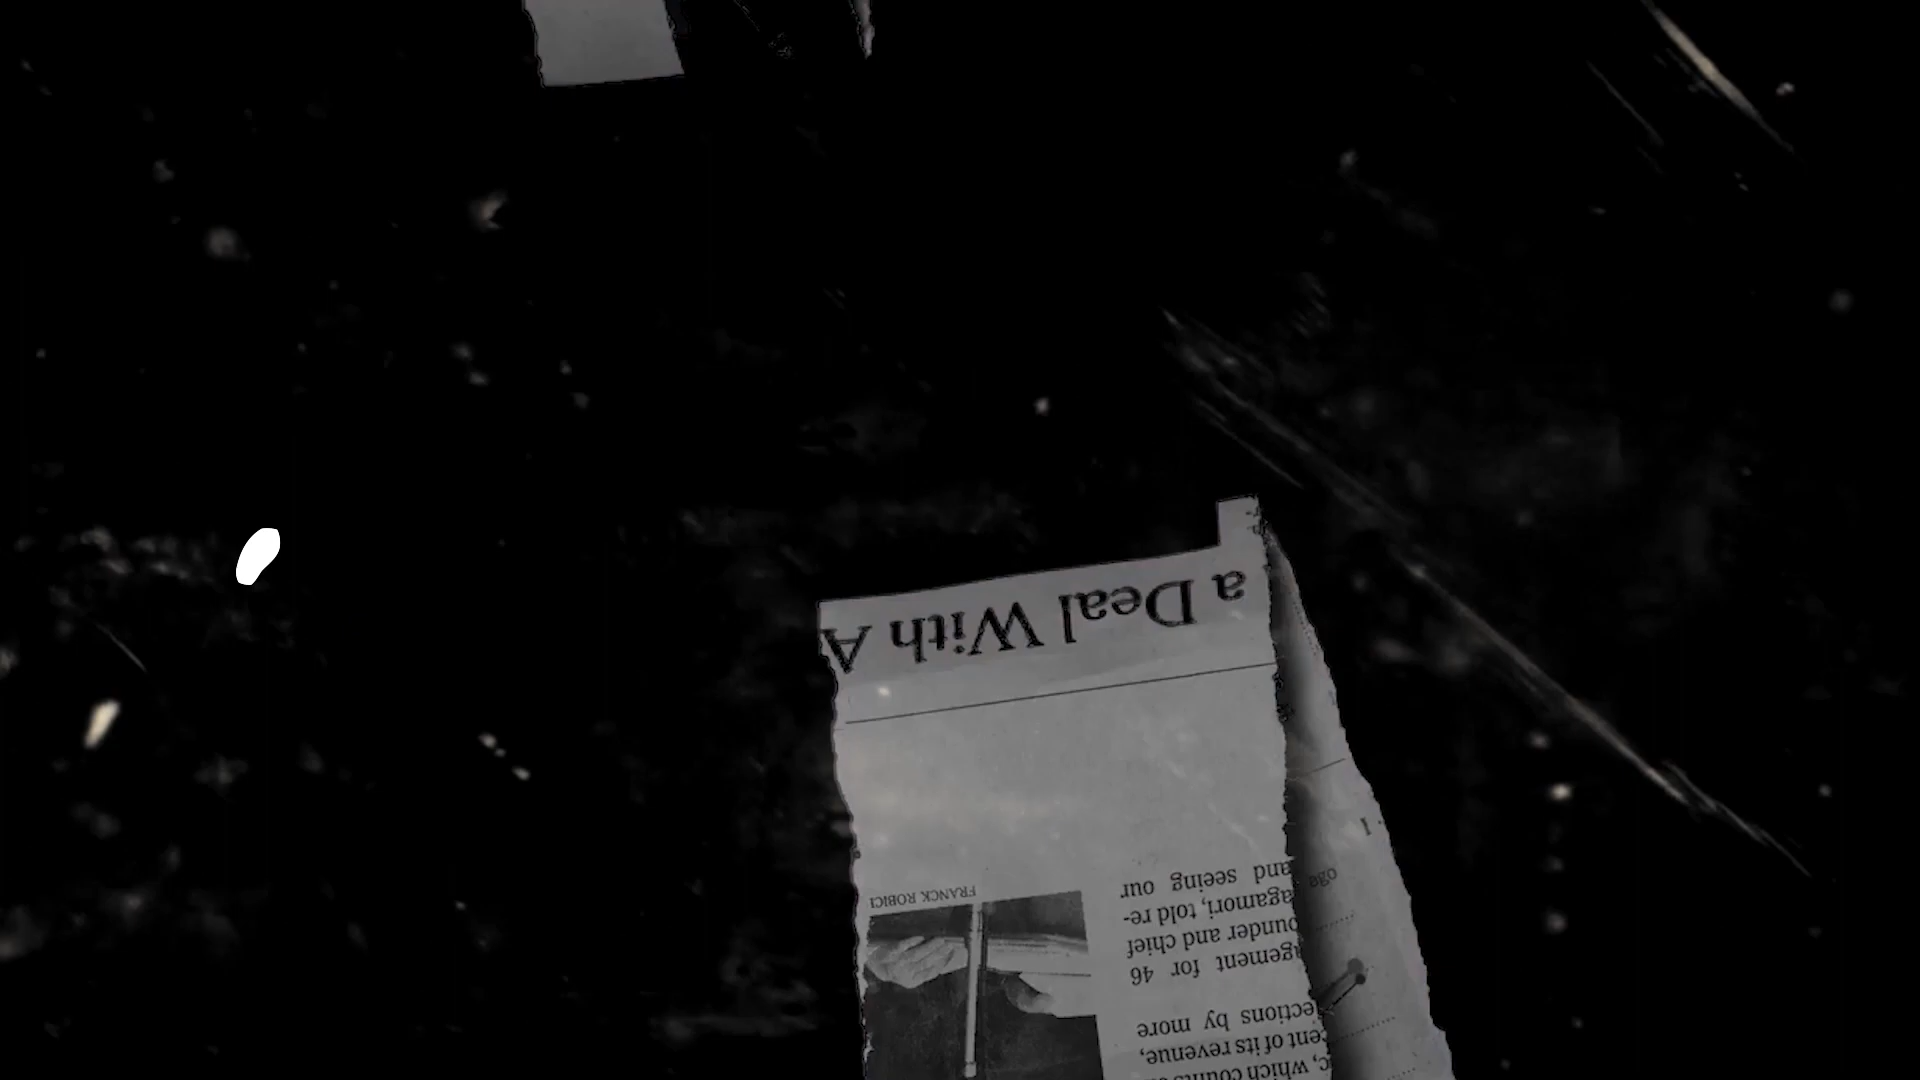 c, which counts
cent of its revenue,
ections by more
agement for 46
ounder and chief
agamori, told re-
and seeing our
FRANCK ROBICI
a Deal With A